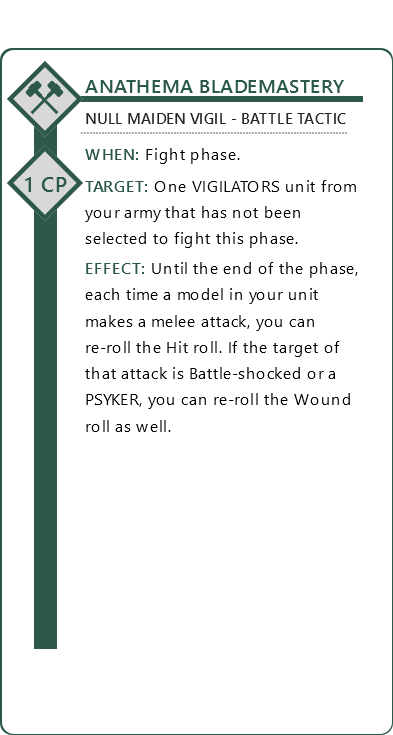 ANATHEMA BLADEMASTERY
NULL MAIDEN VIGIL - BATTLE TACTIC
WHEN: Fight phase.
1 CP
TARGET: One VIGILATORS unit from
your army that has not been
selected to fight this phase.
EFFECT: Until the end of the phase,
each time a model in your unit
makes a melee attack, you can
re-roll the Hit roll. If the target of
that attack is Battle-shocked or a
PSYKER, you can re-roll the Wound
roll as well.